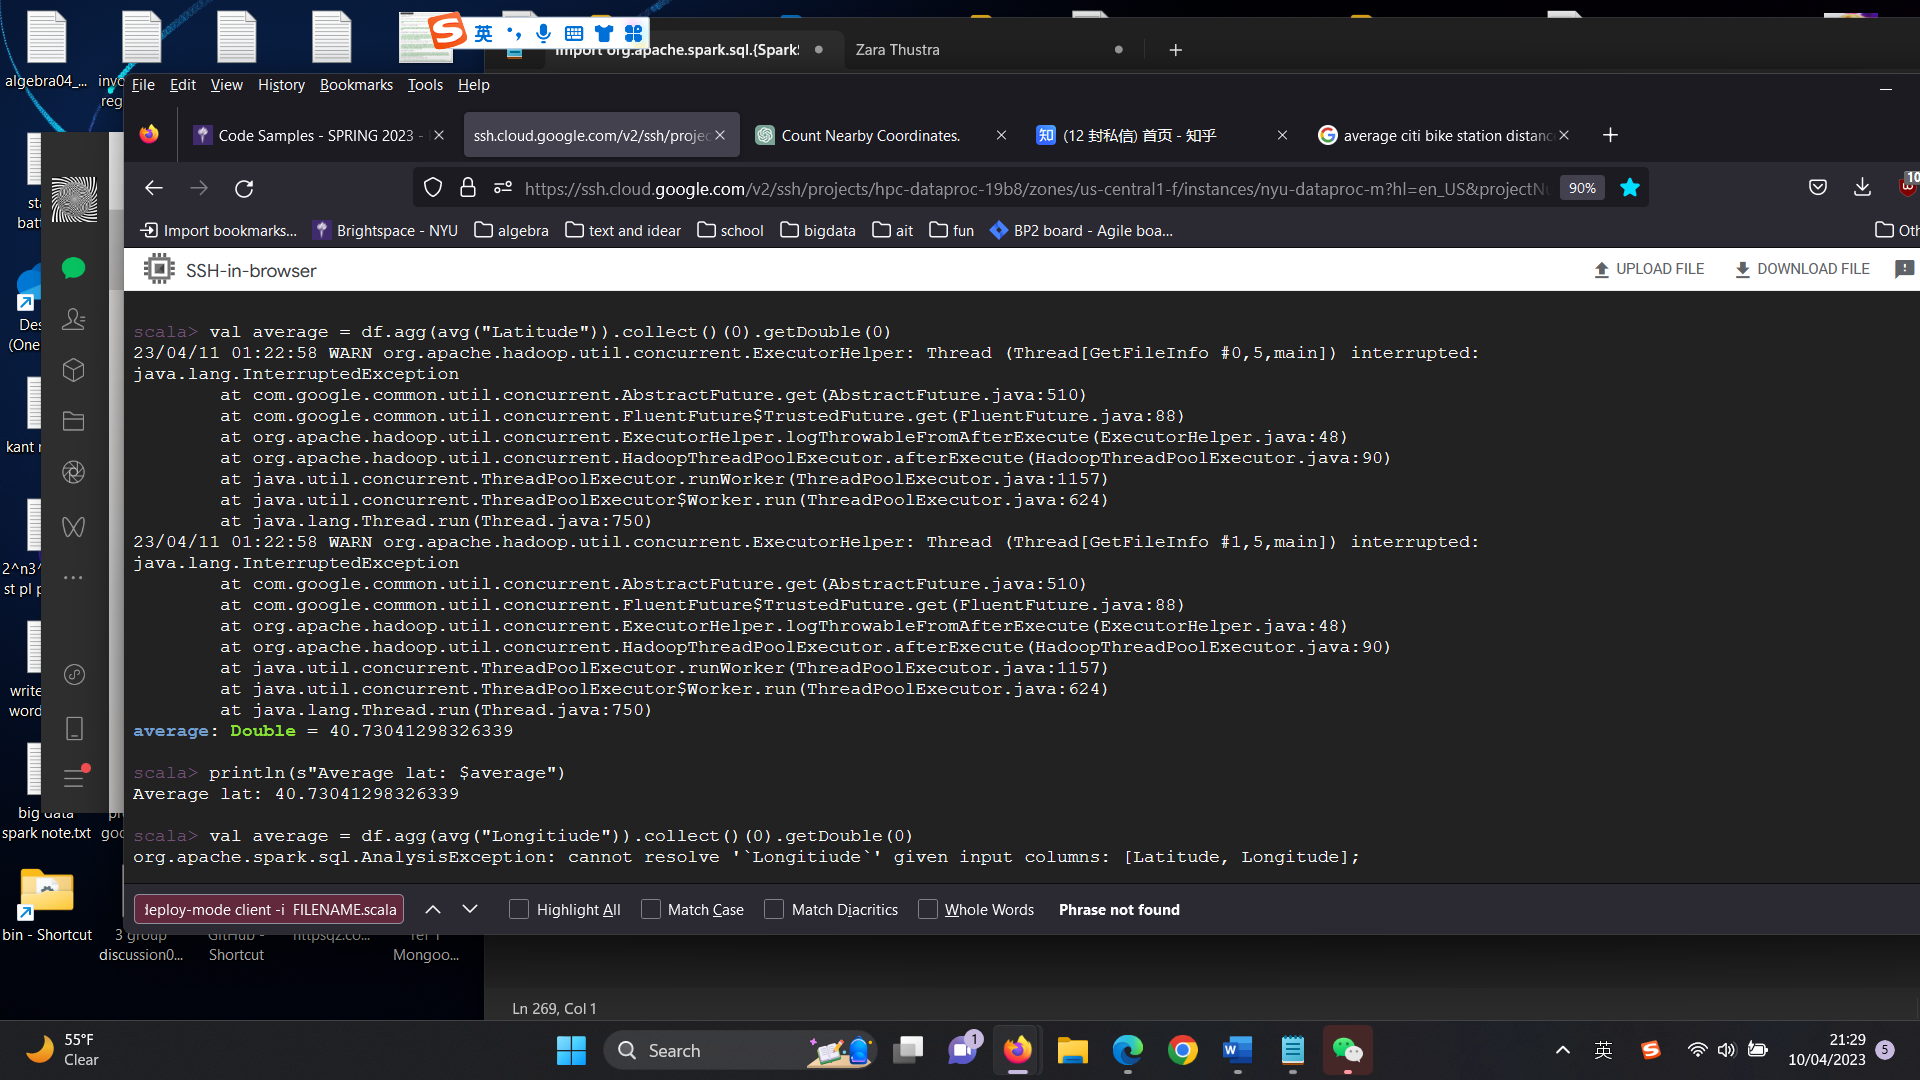 algebra04_...
invo
reg
英
import org.apache.spark.sql.{Spark
Zara Thustra
File Edit View History Bookmarks Tools Help
Code Samples - SPRING 2023 -
ssh.cloud.google.com/v2/ssh/projec
Count Nearby Coordinates.
知 (12 封私信) 首页 - 知乎
average citi bike station distanc
https://ssh.cloud.google.com/v2/ssh/projects/hpc-dataproc-19b8/zones/us-central1-f/instances/nyu-dataproc-m?hl=en_US&projectNu
90%
10
Import bookmarks... Brightspace - NYU algebra text and idear school bigdata ait fun BP2 board - Agile boa... Oth
SSH-in-browser
UPLOAD FILE DOWNLOAD FILE
scala> val average = df.agg(avg("Latitude")).collect()(0).getDouble(0)
23/04/11 01:22:58 WARN org.apache.hadoop.util.concurrent.ExecutorHelper: Thread (Thread[GetFileInfo #0,5,main]) interrupted:
java.lang.InterruptedException
at com.google.common.util.concurrent.AbstractFuture.get(AbstractFuture.java:510)
at com.google.common.util.concurrent.FluentFuture$TrustedFuture.get(FluentFuture.java:88)
at org.apache.hadoop.util.concurrent.ExecutorHelper.logThrowableFromAfterExecute(ExecutorHelper.java:48)
at org.apache.hadoop.util.concurrent.HadoopThreadPoolExecutor.afterExecute(HadoopThreadPoolExecutor.java:90)
at java.util.concurrent.ThreadPoolExecutor.runWorker(ThreadPoolExecutor.java:1157)
at java.util.concurrent.ThreadPoolExecutor$Worker.run(ThreadPoolExecutor.java:624)
at java.lang.Thread.run(Thread.java:750)
23/04/11 01:22:58 WARN org.apache.hadoop.util.concurrent.ExecutorHelper: Thread (Thread[GetFileInfo #1,5,main]) interrupted:
java.lang.InterruptedException
at com.google.common.util.concurrent.AbstractFuture.get(AbstractFuture.java:510)
at com.google.common.util.concurrent.FluentFuture$TrustedFuture.get(FluentFuture.java:88)
at org.apache.hadoop.util.concurrent.ExecutorHelper.logThrowableFromAfterExecute(ExecutorHelper.java:48)
at org.apache.hadoop.util.concurrent.HadoopThreadPoolExecutor.afterExecute(HadoopThreadPoolExecutor.java:90)
at java.util.concurrent.ThreadPoolExecutor.runWorker(ThreadPoolExecutor.java:1157)
at java.util.concurrent.ThreadPoolExecutor$Worker.run(ThreadPoolExecutor.java:624)
at java.lang.Thread.run(Thread.java:750)
average: Double = 40.73041298326339
scala> println(s"Average lat: $average")
Average lat: 40.73041298326339
scala> val average = df.agg(avg("Longitiude")).collect()(0).getDouble(0)
org.apache.spark.sql.AnalysisException: cannot resolve '`Longitiude`' given input columns: [Latitude, Longitude];
deploy-mode client -i FILENAME.scala
Highlight All Match Case Match Diacritics Whole Words Phrase not found
sta
batt
Des
(One
kant r
2^n3^
st pl p
write
word
big data
spark note.txt
pr
goo
bin - Shortcut
3 group
discussion0...
GitHub -
Shortcut
httpsqz.co...
ref 1
Mongoo...
Ln 269, Col 1
55°F
Clear
Search
1
英
21:29
10/04/2023
5